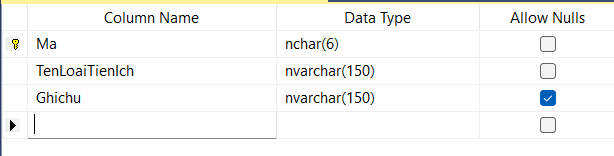 Column Name Data Type Allow Nulls
Ma nchar(6)
TenLoaiTienIch nvarchar(150)
Ghichu nvarchar(150)